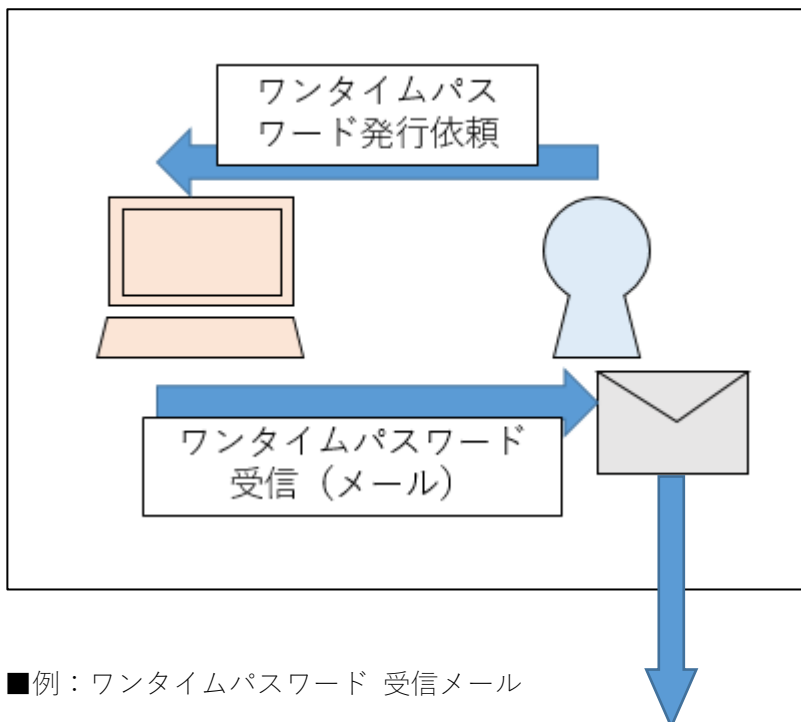 ワンタイムパス
ワード発行依頼
ワンタイムパスワード
受信（メール）
■例：ワンタイムパスワード 受信メール